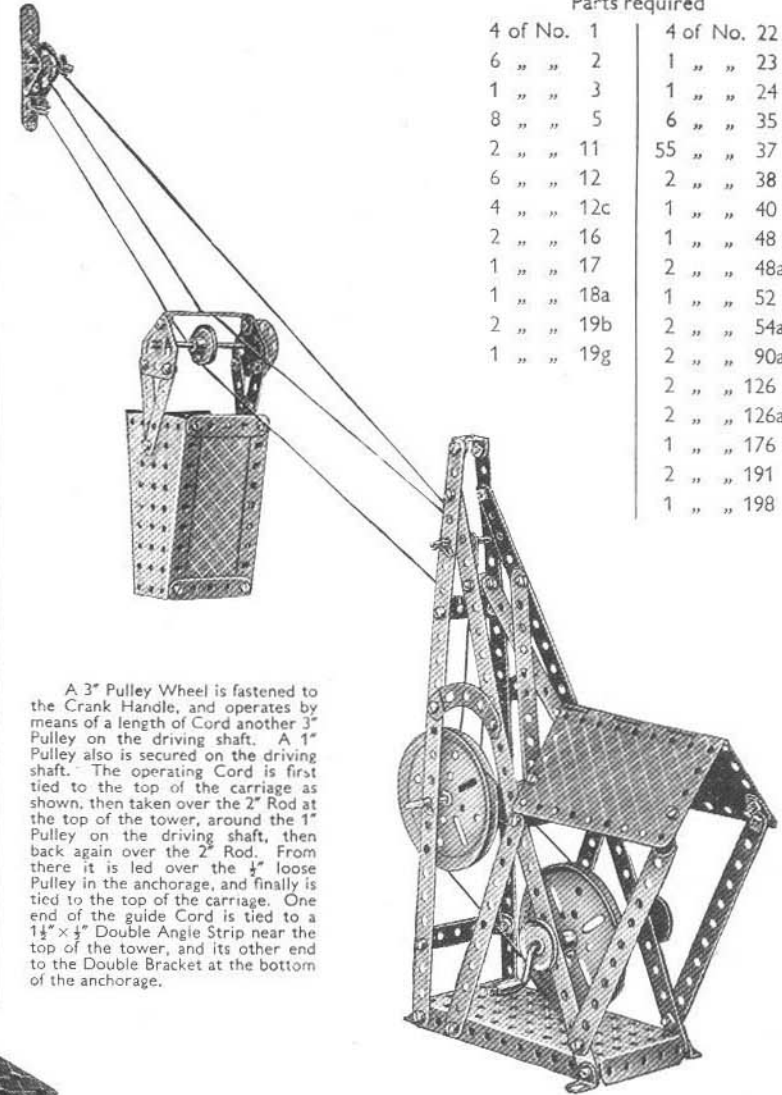 Parts required
4 of No. 1
6 „ „ 2
1 „ „ 3
8 „ „ 5
2 „ „ 11
6 „ „ 12
4 „ „ 12c
2 „ „ 16
1 „ „ 17
1 „ „ 18a
2 „ „ 19b
1 „ „ 19g
4 of No. 22
1 „ „ 23
1 „ „ 24
6 „ „ 35
55 „ „ 37
2 „ „ 38
1 „ „ 40
1 „ „ 48
2 „ „ 48a
1 „ „ 52
2 „ „ 54a
2 „ „ 90a
2 „ „ 126
2 „ „ 126a
1 „ „ 176
2 „ „ 191
1 „ „ 198
A 3″ Pulley Wheel is fastened to
the Crank Handle, and operates by
means of a length of Cord another 3″
Pulley on the driving shaft. A 1″
Pulley also is secured on the driving
shaft. The operating Cord is first
tied to the top of the carriage as
shown, then taken over the 2″ Rod at
the top of the tower, around the 1″
Pulley on the driving shaft, then
back again over the 2″ Rod. From
there it is led over the ½″ loose
Pulley in the anchorage, and finally is
tied to the top of the carriage. One
end of the guide Cord is tied to a
1½″ × ½″ Double Angle Strip near the
top of the tower, and its other end
to the Double Bracket at the bottom
of the anchorage.